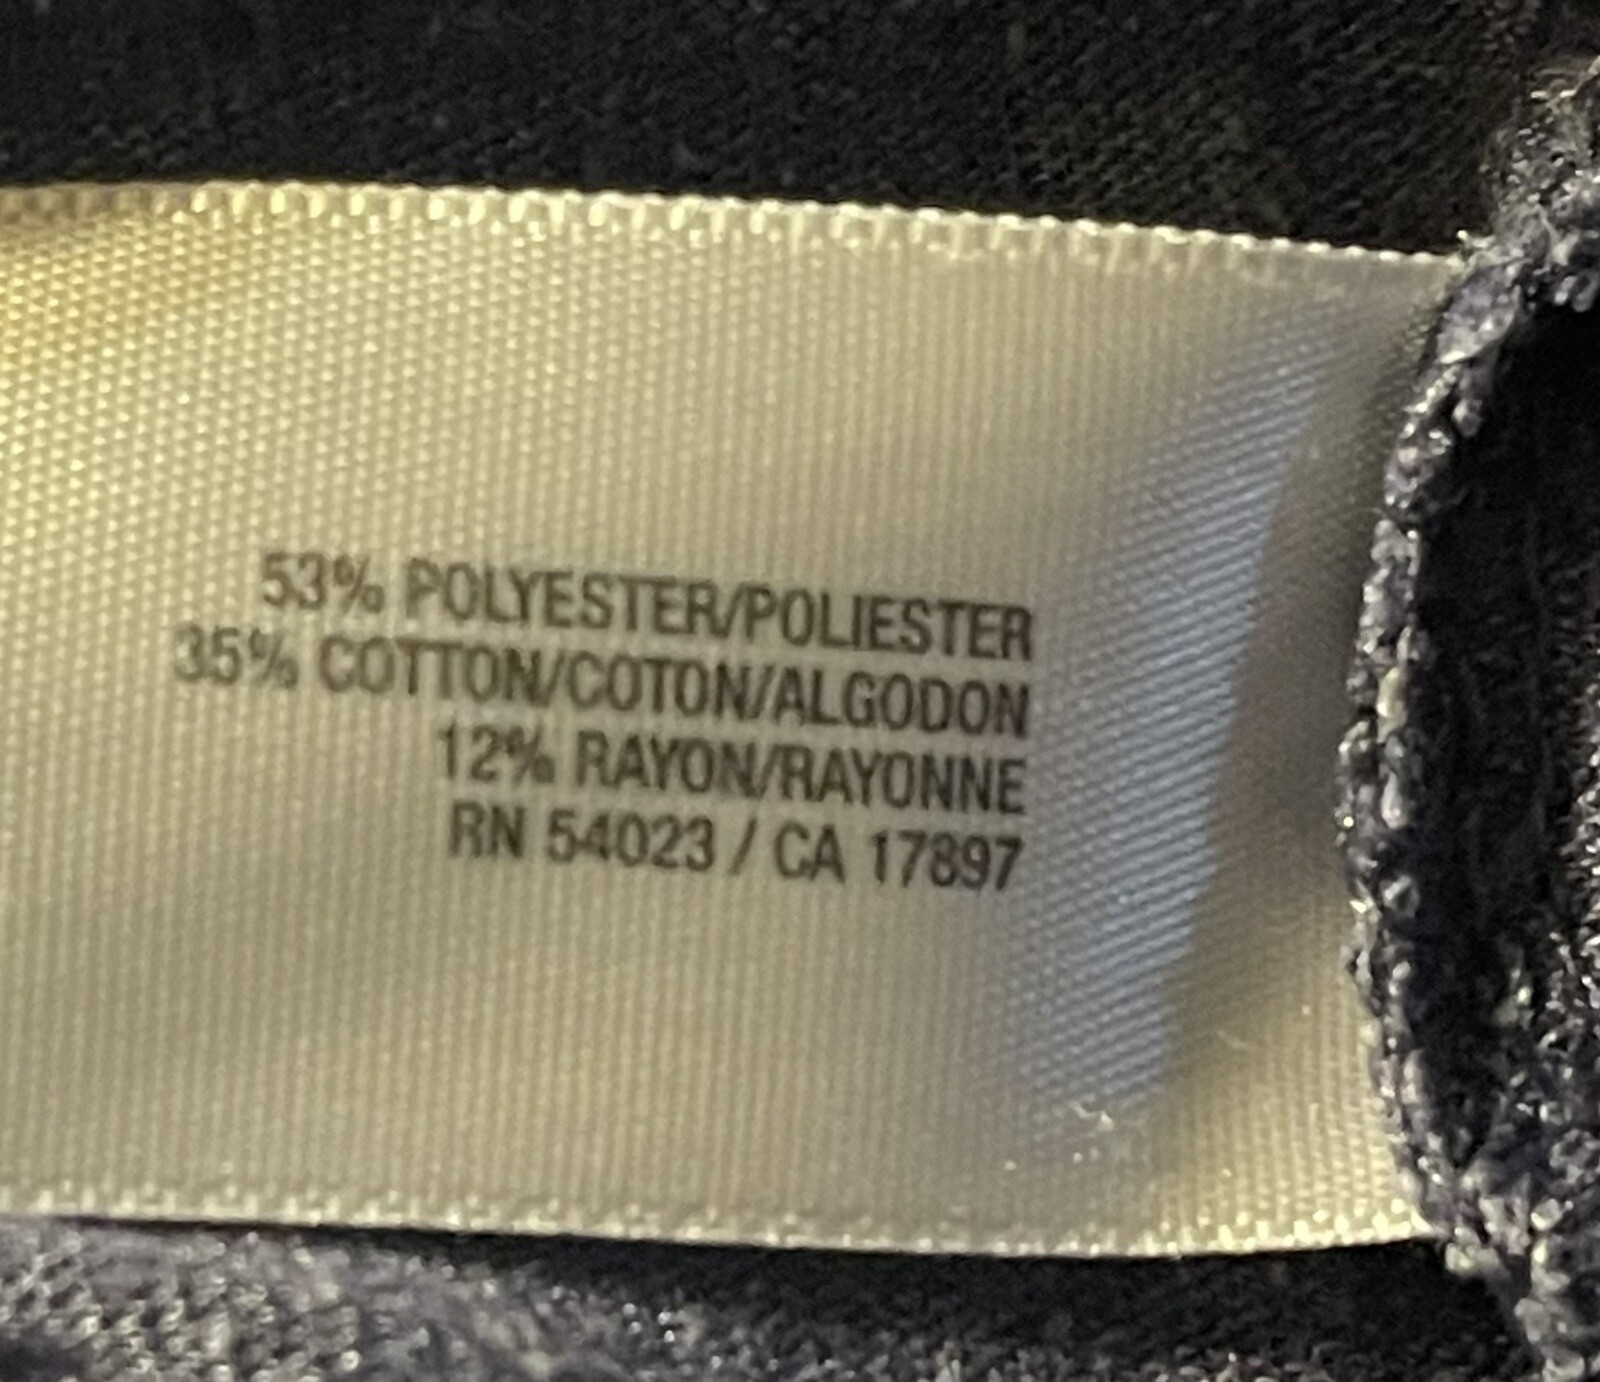 53% POLYESTER/POLIESTER
35% COTTON/COTON/ALGODON
12% RAYON/RAYONNE
RN 54023 / CA 17897